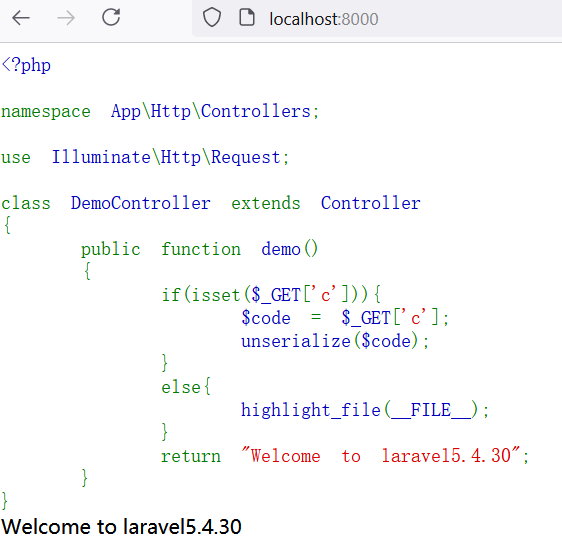 localhost:8000
<?php
namespace App\Http\Controllers;
use Illuminate\Http\Request;
class DemoController extends Controller
{
public function demo()
{
if(isset($_GET['c'])){
$code = $_GET['c'];
unserialize($code);
}
else{
highlight_file(__FILE__);
}
return "Welcome to laravel5.4.30";
}
}
Welcome to laravel5.4.30